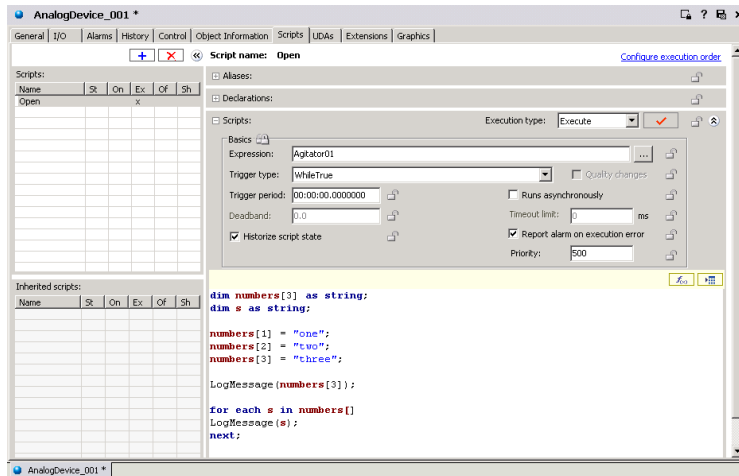 AnalogDevice_001 *
General I/O Alarms History Control Object Information Scripts UDAs Extensions Graphics
Script name: Open Configure execution order
Scripts:
Name St On Ex Of Sh
Open x
Aliases:
Declarations:
Scripts: Execution type: Execute
Basics
Expression: Agitator01 ...
Trigger type: WhileTrue Quality changes
Trigger period: 00:00:00.0000000 Runs asynchronously
Deadband: 0.0 Timeout limit: 0 ms
Historize script state Report alarm on execution error
Priority: 500
Inherited scripts:
Name St On Ex Of Sh
dim numbers[3] as string;
dim s as string;
numbers[1] = "one";
numbers[2] = "two";
numbers[3] = "three";
LogMessage(numbers[3]);
for each s in numbers[]
LogMessage(s);
next;
AnalogDevice_001 *